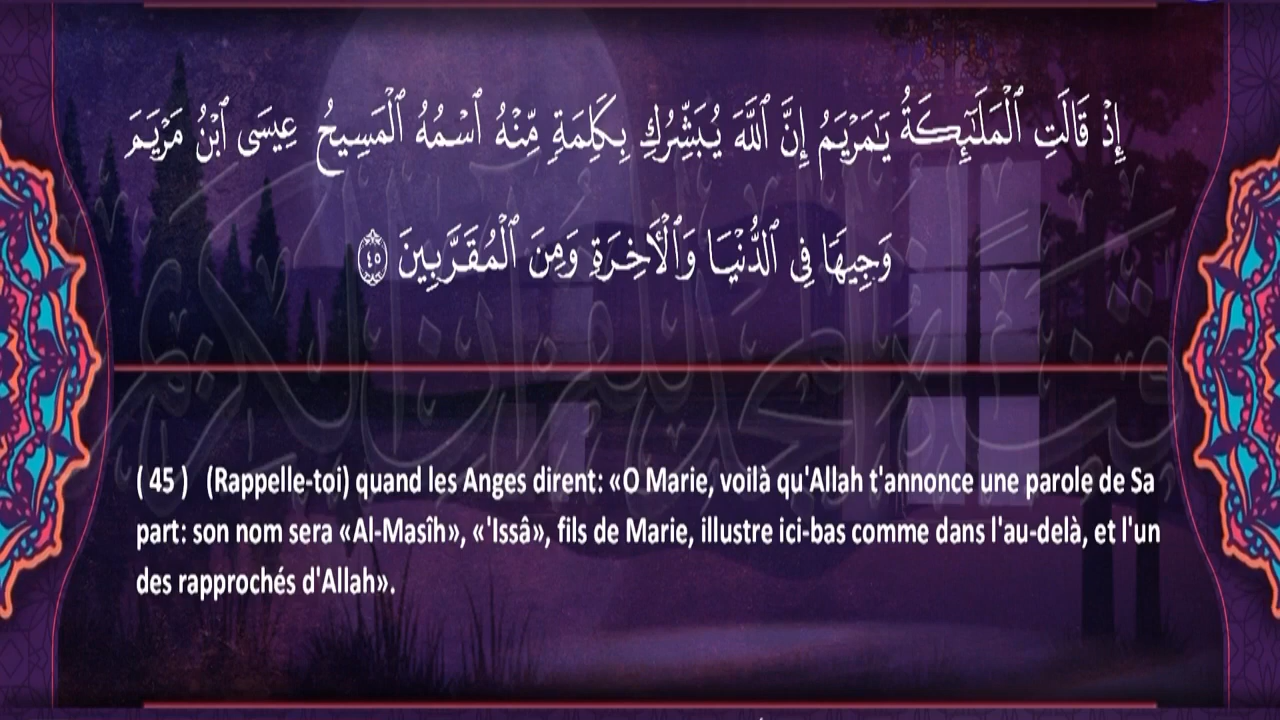 إِذْ قَالَتِ ٱلْمَلَٰٓئِكَةُ يَٰمَرْيَمُ إِنَّ ٱللَّهَ يُبَشِّرُكِ بِكَلِمَةٍ مِّنْهُ ٱسْمُهُ ٱلْمَسِيحُ عِيسَى ٱبْنُ مَرْيَمَ
وَجِيهًا فِى ٱلدُّنْيَا وَٱلْءَاخِرَةِ وَمِنَ ٱلْمُقَرَّبِينَ ٤٥
( 45 ) (Rappelle-toi) quand les Anges dirent: «O Marie, voilà qu'Allah t'annonce une parole de Sa
part: son nom sera «Al-Masîh», «'Issâ», fils de Marie, illustre ici-bas comme dans l'au-delà, et l'un
des rapprochés d'Allah».